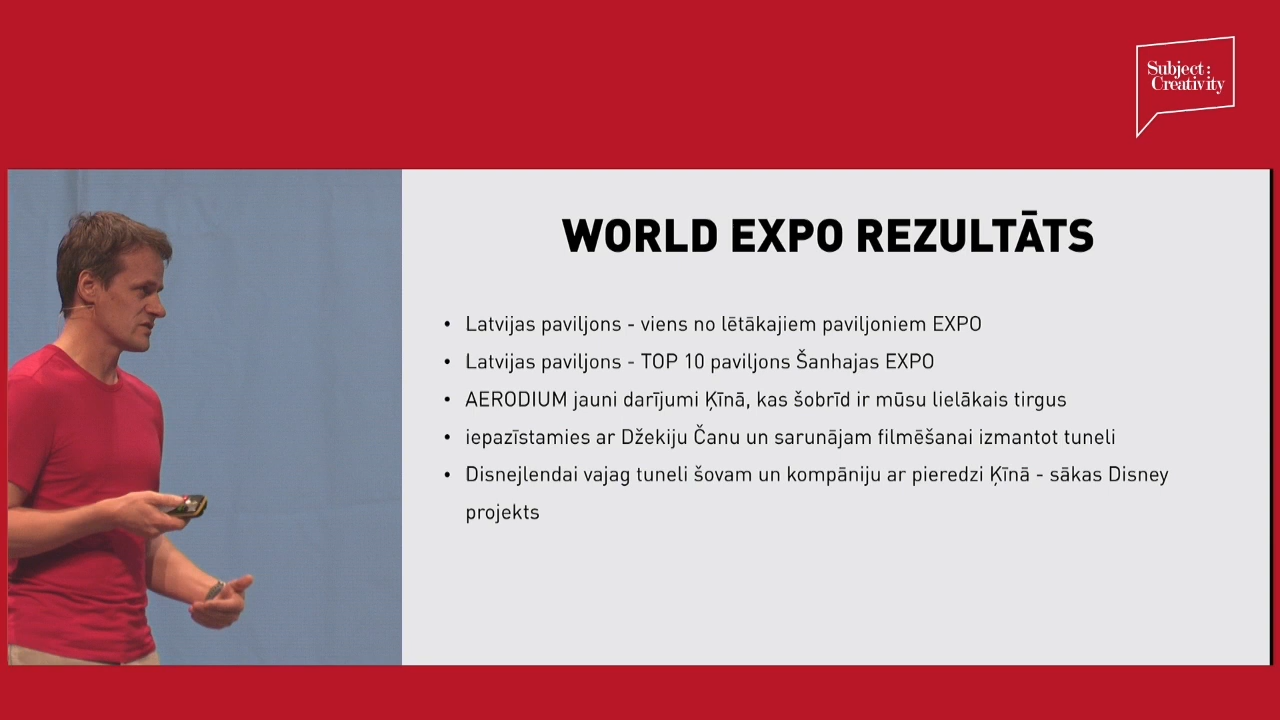 Subject:
Creativity
WORLD EXPO REZULTĀTS
• Latvijas paviljons - viens no lētākajiem paviljoniem EXPO
• Latvijas paviljons - TOP 10 paviljons Šanhajas EXPO
• AERODIUM jauni darījumi Ķīnā, kas šobrīd ir mūsu lielākais tirgus
• iepazīstamies ar Džekiju Čanu un sarunājam filmēšanai izmantot tuneli
• Disnejlendai vajag tuneli šovam un kompāniju ar pieredzi Ķīnā - sākas Disney
projekts